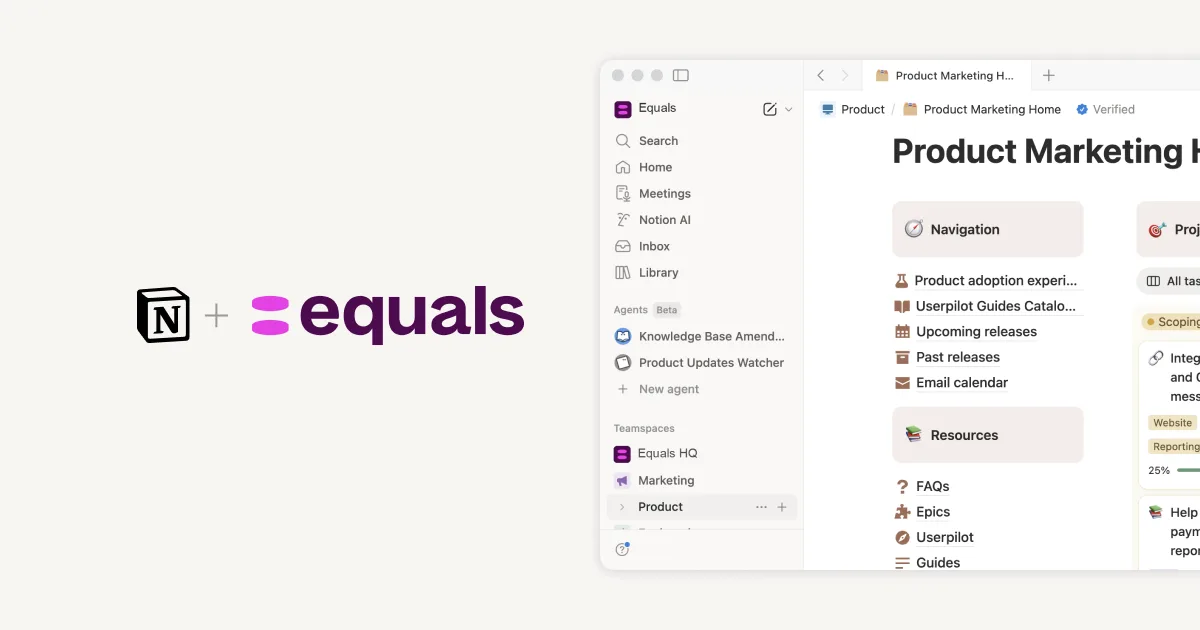 N + equals
Equals
Search
Home
Meetings
Notion AI
Inbox
Library
Agents Beta
Knowledge Base Amend...
Product Updates Watcher
New agent
Teamspaces
Equals HQ
Marketing
Product
Product Marketing H...
Product / Product Marketing Home Verified
Product Marketing H
Navigation
Product adoption experi...
Userpilot Guides Catalo...
Upcoming releases
Past releases
Email calendar
Resources
? FAQs
Epics
Userpilot
Guides
Proj
All tas
Scoping
Integ
and
mess
Website
Reporting
25%
Help
paym
repor